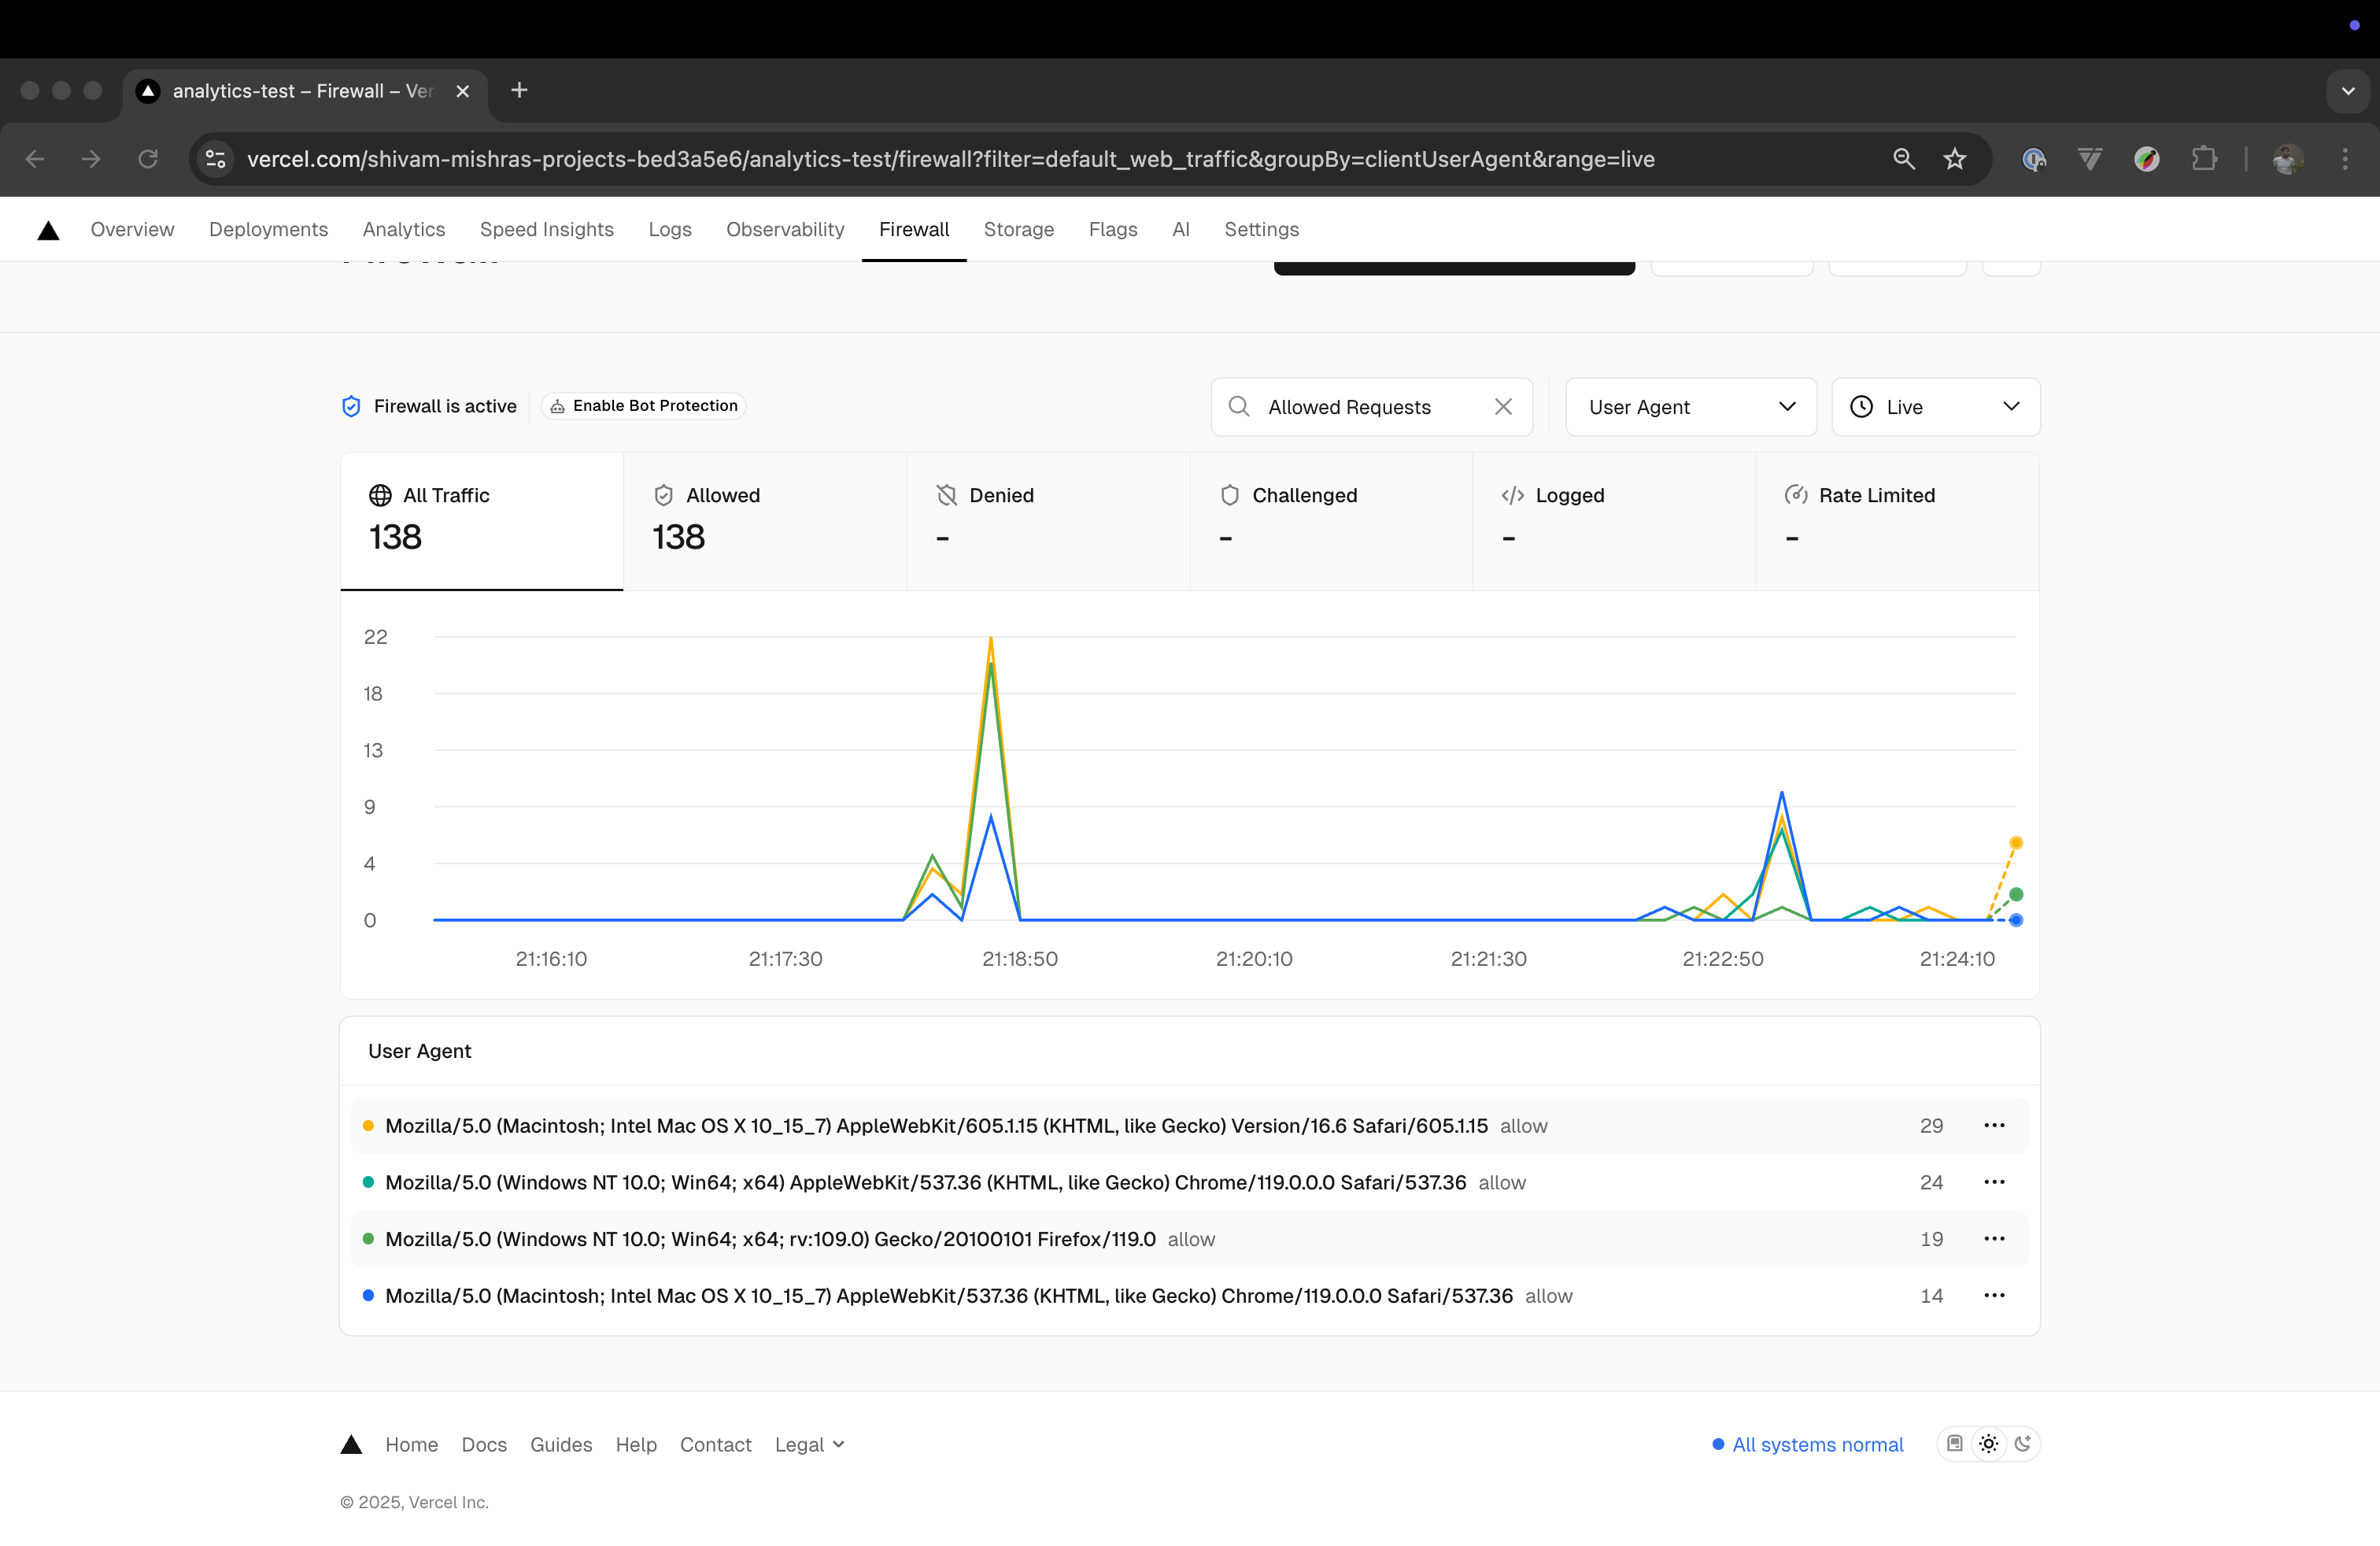 analytics-test – Firewall – Ver
vercel.com/shivam-mishras-projects-bed3a5e6/analytics-test/firewall?filter=default_web_traffic&groupBy=clientUserAgent&range=live
Overview Deployments Analytics Speed Insights Logs Observability Firewall Storage Flags AI Settings
Firewall is active Enable Bot Protection Allowed Requests User Agent Live
All Traffic Allowed Denied Challenged Logged Rate Limited
138 138 - - - -
22
18
13
9
4
0
21:16:10 21:17:30 21:18:50 21:20:10 21:21:30 21:22:50 21:24:10
User Agent
Mozilla/5.0 (Macintosh; Intel Mac OS X 10_15_7) AppleWebKit/605.1.15 (KHTML, like Gecko) Version/16.6 Safari/605.1.15 allow 29
Mozilla/5.0 (Windows NT 10.0; Win64; x64) AppleWebKit/537.36 (KHTML, like Gecko) Chrome/119.0.0.0 Safari/537.36 allow 24
Mozilla/5.0 (Windows NT 10.0; Win64; x64; rv:109.0) Gecko/20100101 Firefox/119.0 allow 19
Mozilla/5.0 (Macintosh; Intel Mac OS X 10_15_7) AppleWebKit/537.36 (KHTML, like Gecko) Chrome/119.0.0.0 Safari/537.36 allow 14
Home Docs Guides Help Contact Legal All systems normal
© 2025, Vercel Inc.